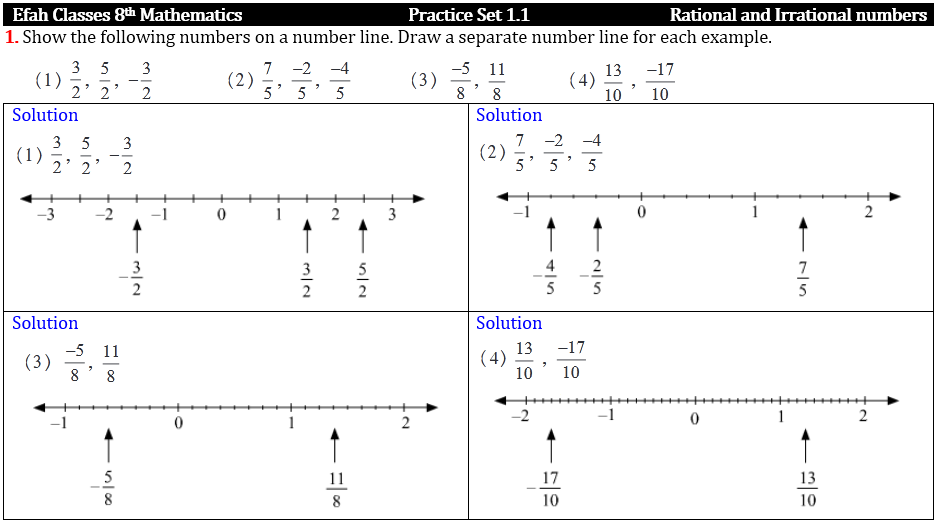 Efah Classes 8th Mathematics Practice Set 1.1 Rational and Irrational numbers
1. Show the following numbers on a number line. Draw a separate number line for each example.
(1) 3/2, 5/2, -3/2 (2) 7/5, -2/5, -4/5 (3) -5/8, 11/8 (4) 13/10, -17/10
Solution
(1) 3/2, 5/2, -3/2
-3 -2 -1 0 1 2 3
-3/2 3/2 5/2
Solution
(2) 7/5, -2/5, -4/5
-1 0 1 2
-4/5 -2/5 7/5
Solution
(3) -5/8, 11/8
-1 0 1 2
-5/8 11/8
Solution
(4) 13/10, -17/10
-2 -1 0 1 2
-17/10 13/10